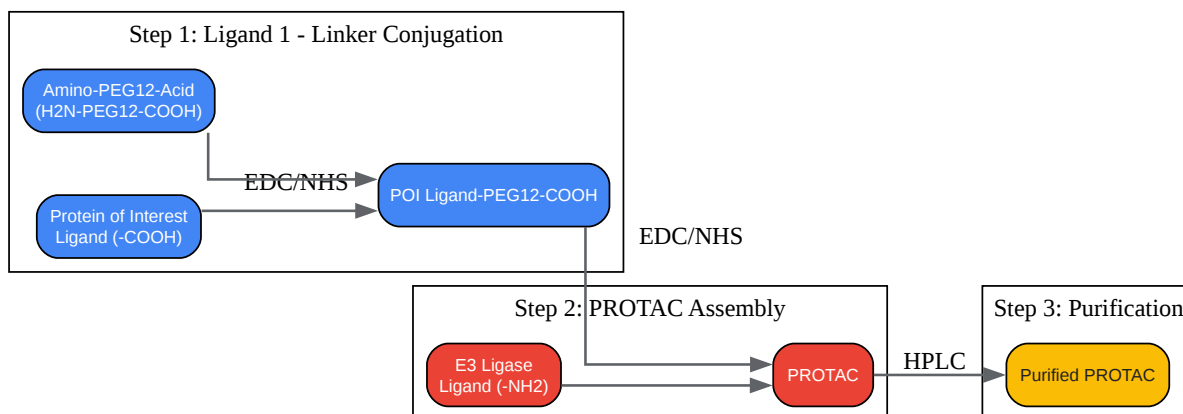 Step 1: Ligand 1 - Linker Conjugation
Amino-PEG12-Acid
(H2N-PEG12-COOH)
EDC/NHS
POI Ligand-PEG12-COOH
Protein of Interest
Ligand (-COOH)
EDC/NHS
Step 2: PROTAC Assembly
E3 Ligase
Ligand (-NH2)
PROTAC
HPLC
Step 3: Purification
Purified PROTAC